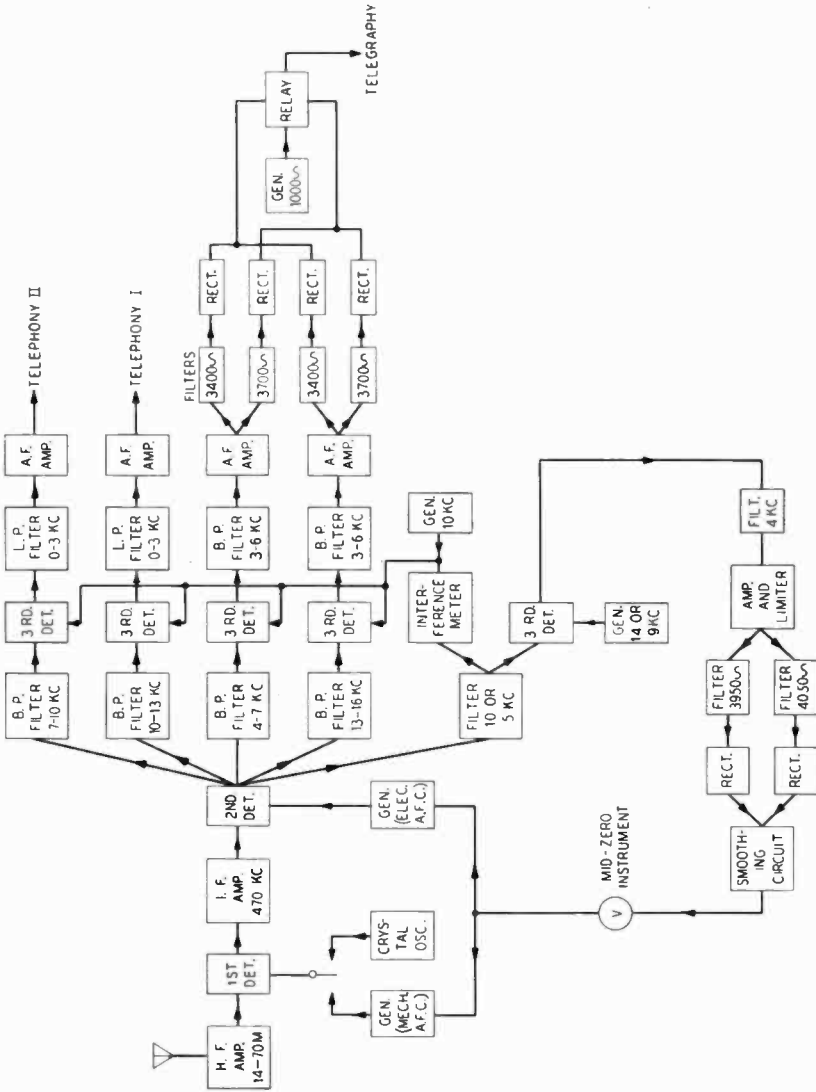 H. F.
AMP.
14-70M
1ST
DET.
I. F.
AMP.
470 KC
2ND
DET.
GEN.
(MECH.
A.F.C.)
CRYS-
TAL
OSC.
GEN.
(ELEC.
A.F.C.)
B. P.
FILTER
7-10 KC
3 RD.
DET.
L. P.
FILTER
0-3 KC
A.F.
AMP.
TELEPHONY II
B. P.
FILTER
10-13 KC
3 RD.
DET.
L.P.
FILTER
0-3 KC
A.F.
AMP.
TELEPHONY I
B. P.
FILTER
4-7 KC
3 RD.
DET.
B. P.
FILTER
3-6 KC
A.F.
AMP.
B. P.
FILTER
13-16 KC
3 RD.
DET.
B. P.
FILTER
3-6 KC
A.F.
AMP.
FILTERS
3400∿
3700∿
3400∿
3700∿
RECT.
RECT.
RECT.
RECT.
GEN.
1000∿
RELAY
TELEGRAPHY
FILTER
10 OR
5 KC
INTER-
FERENCE
METER
GEN.
10 KC
3 RD.
DET.
GEN.
14 OR
9KC
FILT.
4 KC
AMP.
AND
LIMITER
FILTER
3950∿
FILTER
4050∿
RECT.
RECT.
SMOOTH-
ING
CIRCUIT
MID-ZERO
INSTRUMENT
V